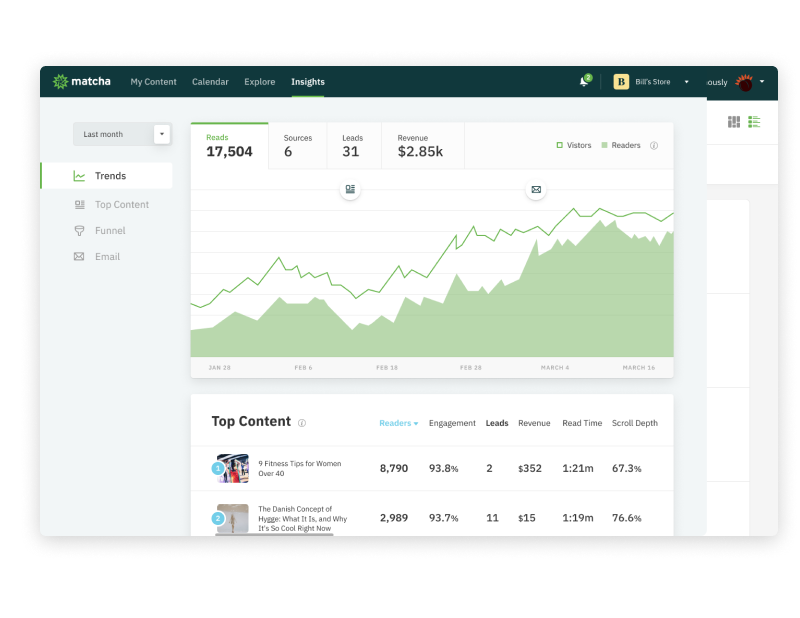 matcha
My Content
Calendar
Explore
Insights
2
B
Bill's Store
ously
Last month
Trends
Top Content
Funnel
Email
Reads
17,504
Sources
6
Leads
31
Revenue
$2.85k
Vistors
Readers
i
JAN 28
FEB 6
FEB 18
FEB 28
MARCH 4
MARCH 16
Top Content
i
Readers
Engagement
Leads
Revenue
Read Time
Scroll Depth
1
9 Fitness Tips for Women
Over 40
8,790
93.8%
2
$352
1:21m
67.3%
2
The Danish Concept of
Hygge: What It Is, and Why
It's So Cool Right Now
2,989
93.7%
11
$15
1:19m
76.6%